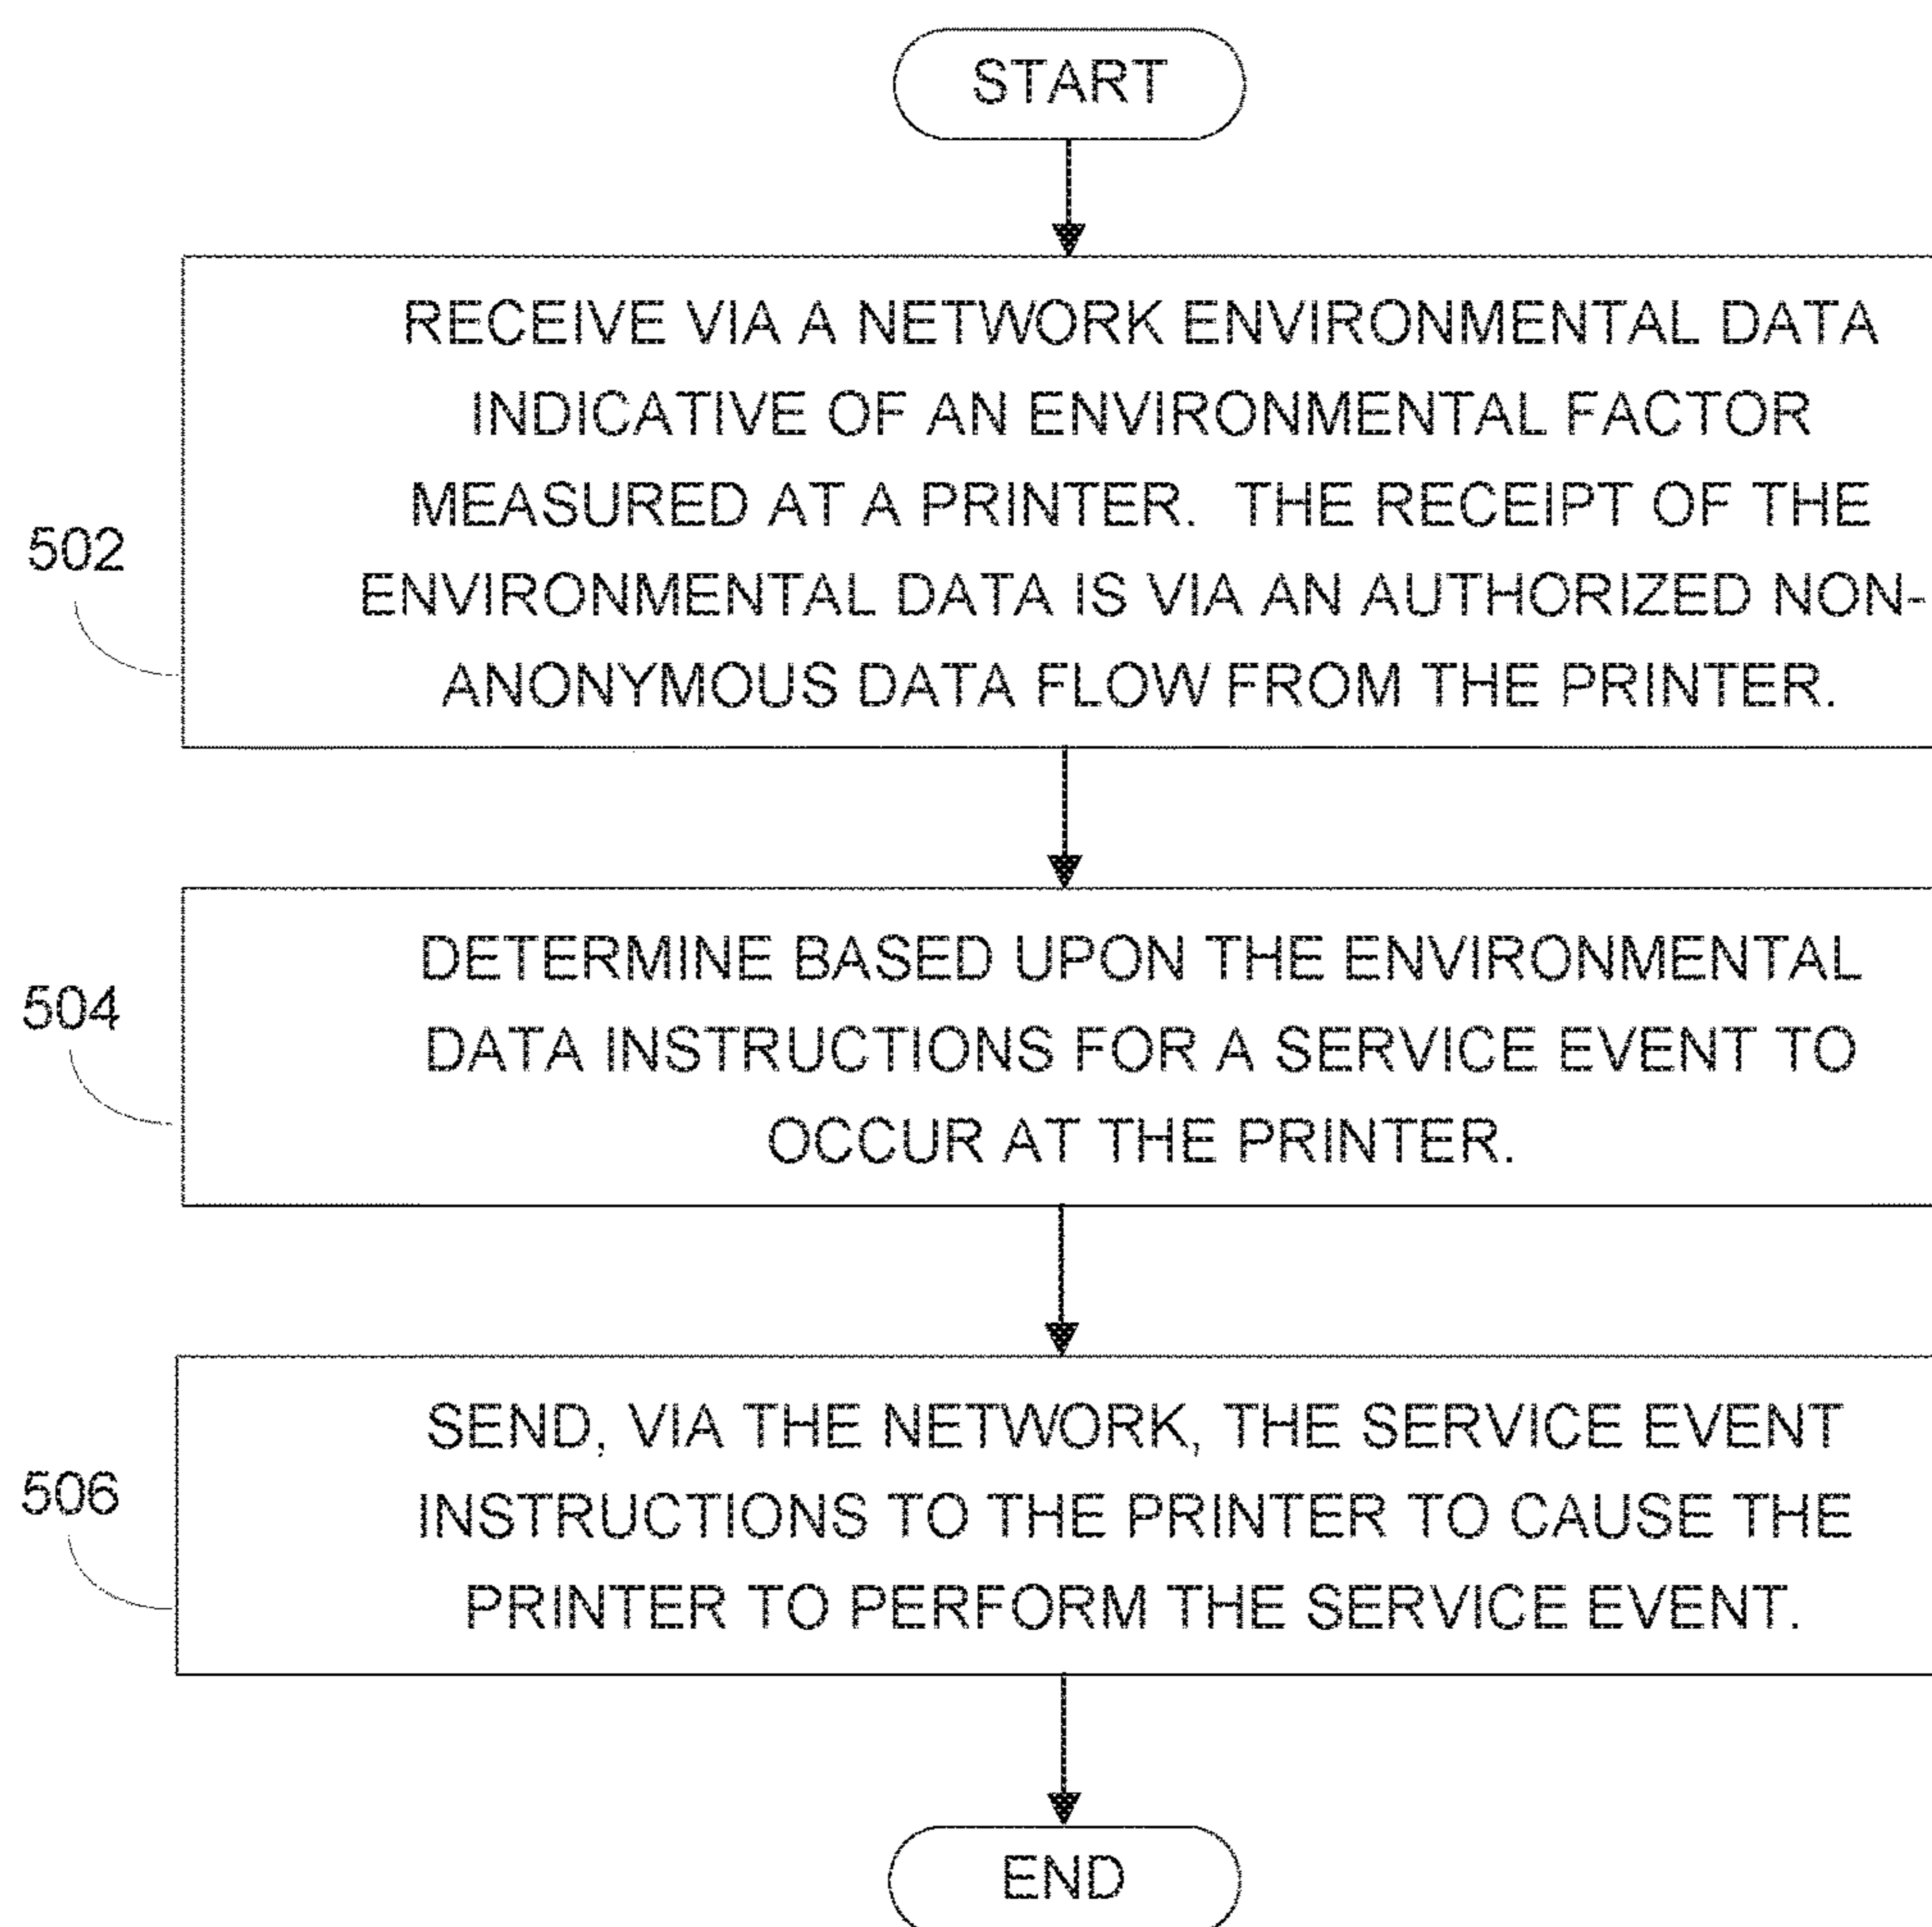 START
RECEIVE VIA A NETWORK ENVIRONMENTAL DATA
INDICATIVE OF AN ENVIRONMENTAL FACTOR
MEASURED AT A PRINTER. THE RECEIPT OF THE
502
ENVIRONMENTAL DATA IS VIA AN AUTHORIZED NON-
ANONYMOUS DATA FLOW FROM THE PRINTER.
DETERMINE BASED UPON THE ENVIRONMENTAL
504
DATA INSTRUCTIONS FOR A SERVICE EVENT TO
OCCUR AT THE PRINTER.
SEND, VIA THE NETWORK, THE SERVICE EVENT
506
INSTRUCTIONS TO THE PRINTER TO CAUSE THE
PRINTER TO PERFORM THE SERVICE EVENT.
END